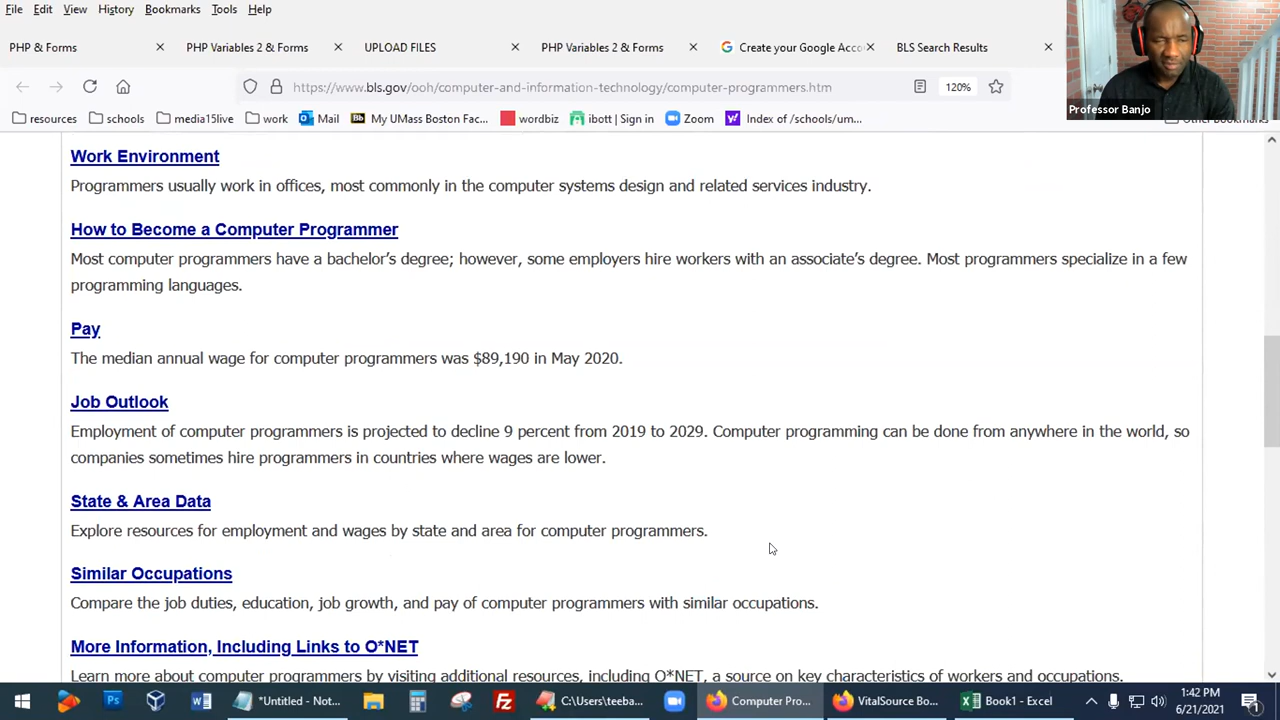 File Edit View History Bookmarks Tools Help
PHP & Forms PHP Variables 2 & Forms UPLOAD FILES PHP Variables 2 & Forms Create your Google Acco BLS Search Results
https://www.bls.gov/ooh/computer-and-information-technology/computer-programmers.htm 120%
resources schools media15live work Mail My UMass Boston Fac... wordbiz ibott | Sign in Zoom Index of /schools/um...
Professor Banjo
Work Environment
Programmers usually work in offices, most commonly in the computer systems design and related services industry.
How to Become a Computer Programmer
Most computer programmers have a bachelor's degree; however, some employers hire workers with an associate's degree. Most programmers specialize in a few
programming languages.
Pay
The median annual wage for computer programmers was $89,190 in May 2020.
Job Outlook
Employment of computer programmers is projected to decline 9 percent from 2019 to 2029. Computer programming can be done from anywhere in the world, so
companies sometimes hire programmers in countries where wages are lower.
State & Area Data
Explore resources for employment and wages by state and area for computer programmers.
Similar Occupations
Compare the job duties, education, job growth, and pay of computer programmers with similar occupations.
More Information, Including Links to O*NET
Learn more about computer programmers by visiting additional resources, including O*NET, a source on key characteristics of workers and occupations.
*Untitled - Not... C:\Users\teeba... Computer Pro... VitalSource Bo... Book1 - Excel 1:42 PM
6/21/2021